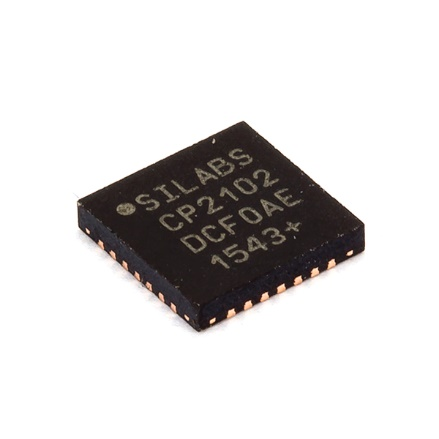 SILABS
CP2102
DCF0AE
1543+